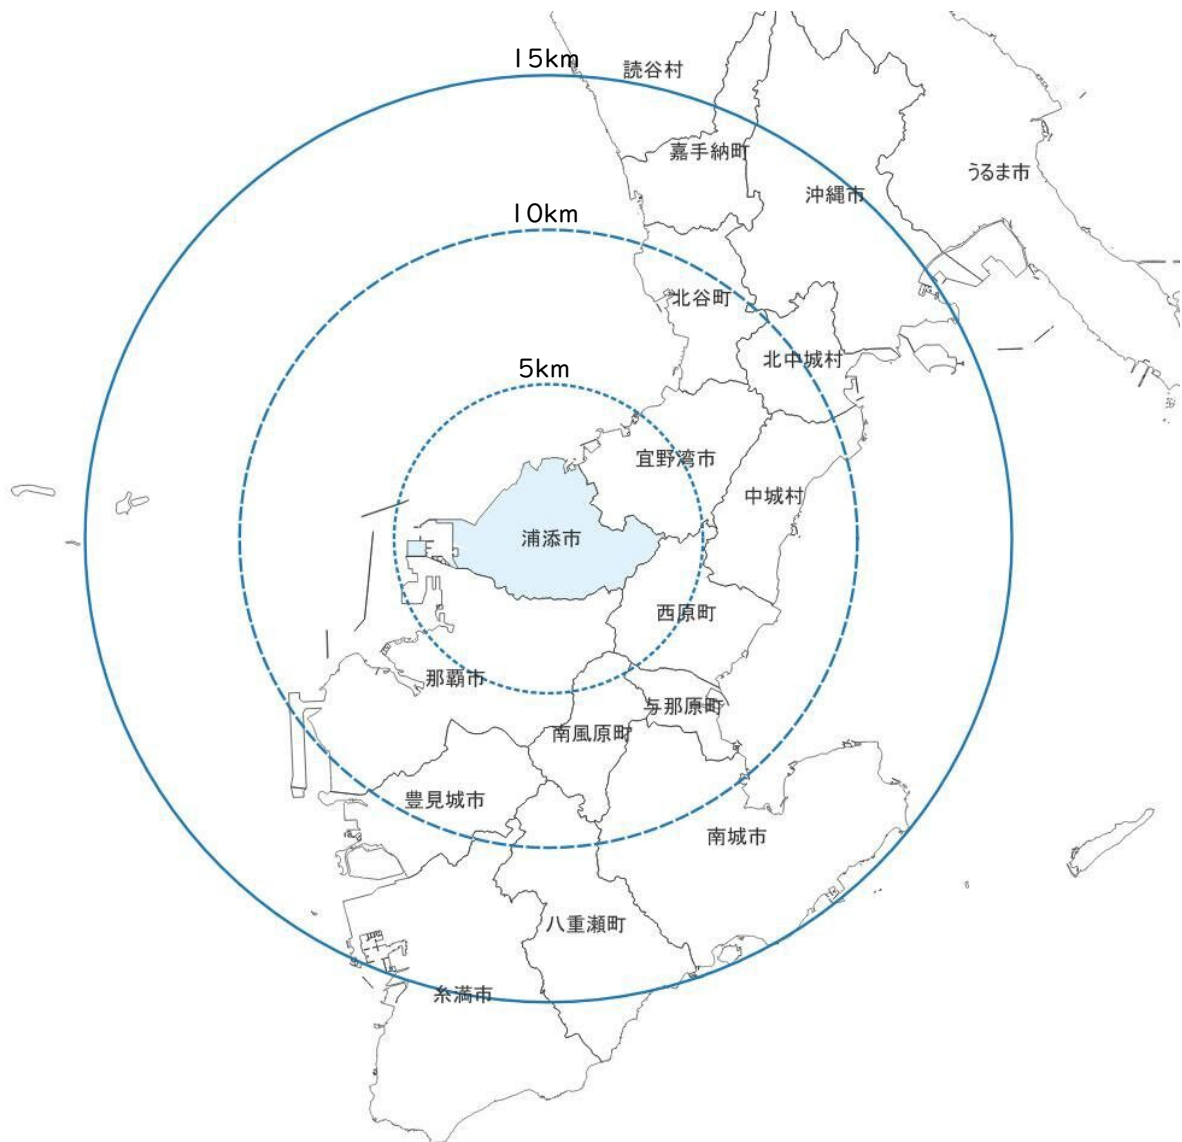 15km
読谷村
嘉手納町
うるま市
沖縄市
10km
北谷町
北中城村
5km
宜野湾市
中城村
浦添市
西原町
那覇市
与那原町
南風原町
豊見城市
南城市
八重瀬町
糸満市